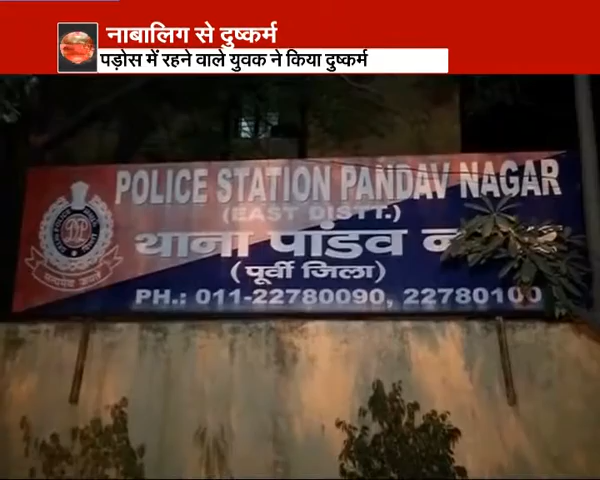 नाबालिग से दुष्कर्म
पड़ोस में रहने वाले युवक ने किया दुष्कर्म
POLICE STATION PANDAV NAGAR
(EAST DISTT.)
थाना पांडव
(पूर्वी जिला)
PH.: 011-22780090, 22780100